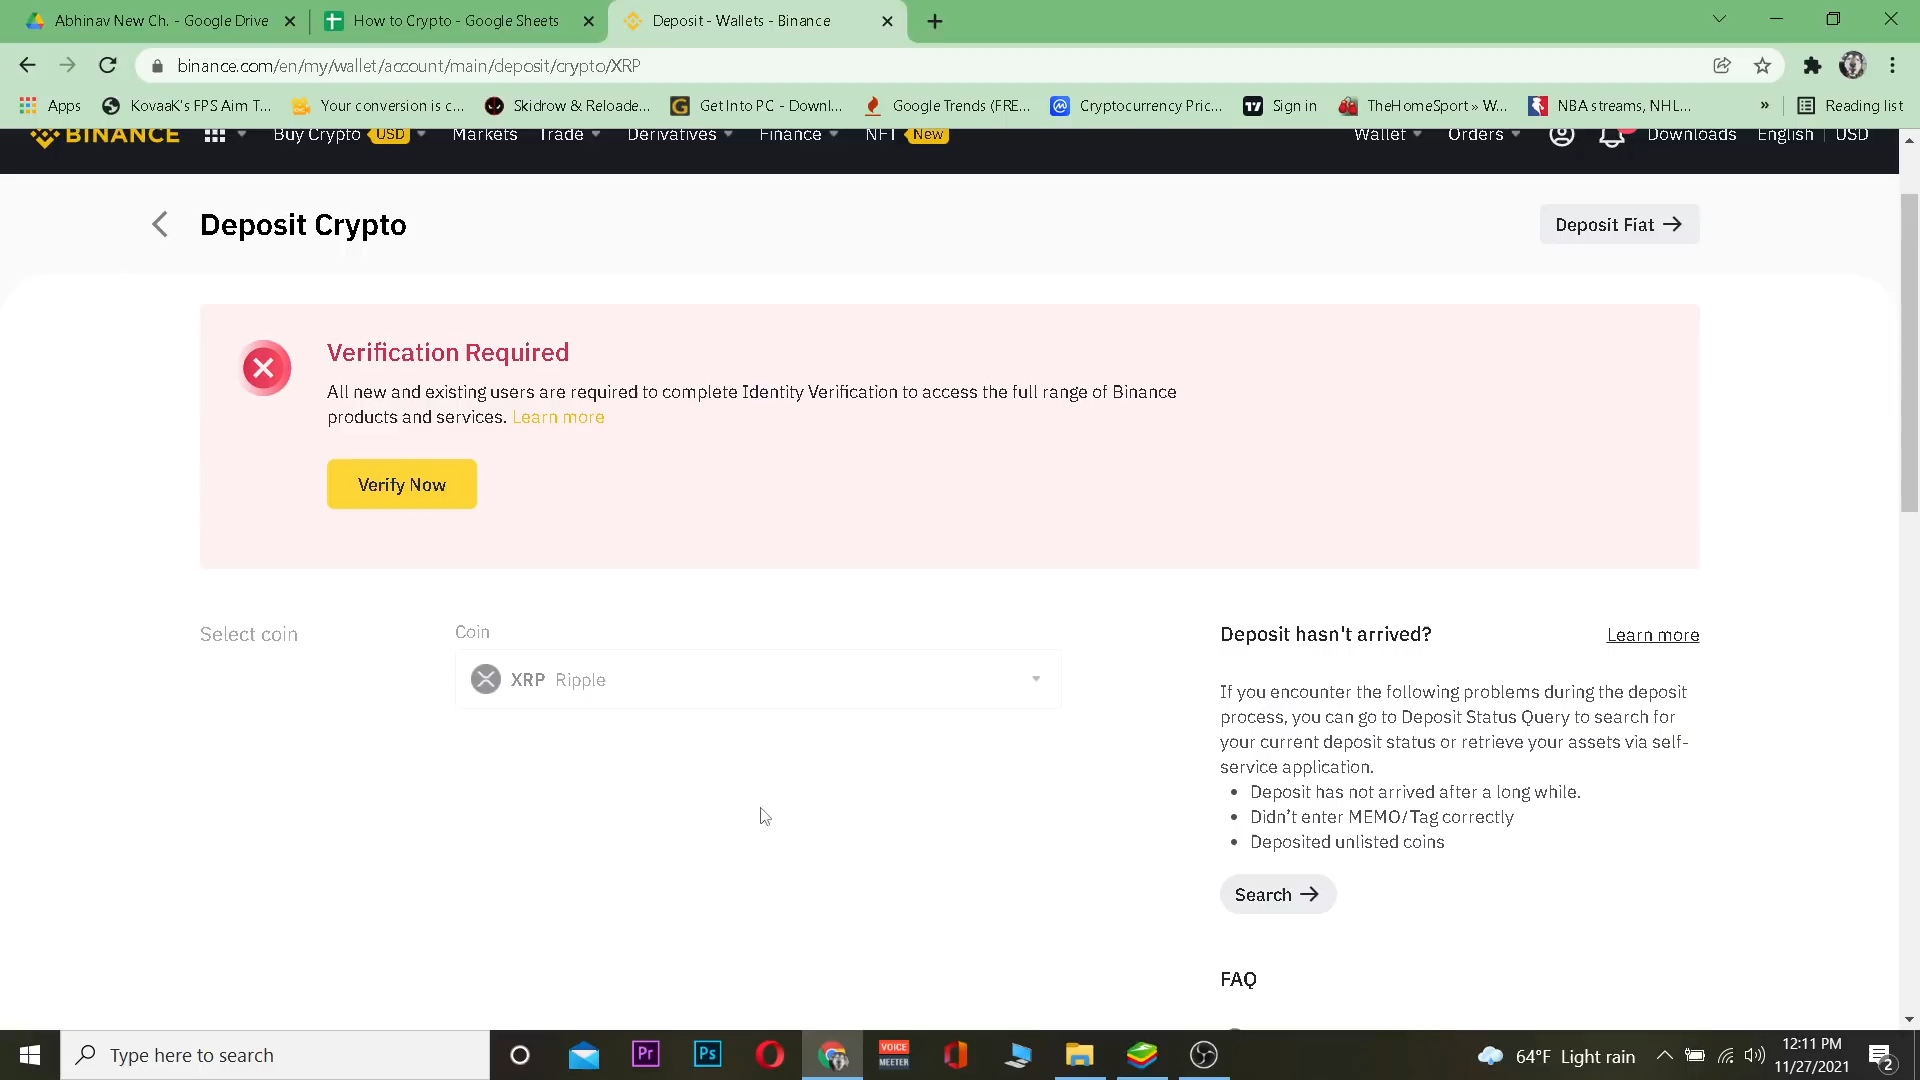 Abhinav New Ch. - Google Drive
How to Crypto - Google Sheets
Deposit - Wallets - Binance
binance.com/en/my/wallet/account/main/deposit/crypto/XRP
Apps
KovaaK's FPS Aim T...
Your conversion is c...
Skidrow & Reloade...
Get Into PC - Downl...
Google Trends (FRE...
Cryptocurrency Pric...
Sign in
TheHomeSport » W...
NBA streams, NHL...
»
Reading list
BINANCE
Buy Crypto USD
Markets
Trade
Derivatives
Finance
NFT New
Wallet
Orders
Downloads
English
USD
Deposit Crypto
Deposit Fiat →
Verification Required
All new and existing users are required to complete Identity Verification to access the full range of Binance
products and services. Learn more
Verify Now
Select coin
Coin
XRP Ripple
Deposit hasn't arrived?
Learn more
If you encounter the following problems during the deposit
process, you can go to Deposit Status Query to search for
your current deposit status or retrieve your assets via self-
service application.
• Deposit has not arrived after a long while.
• Didn’t enter MEMO/Tag correctly
• Deposited unlisted coins
Search →
FAQ
Type here to search
Pr
Ps
VOICE
MEETER
64°F Light rain
12:11 PM
11/27/2021
2